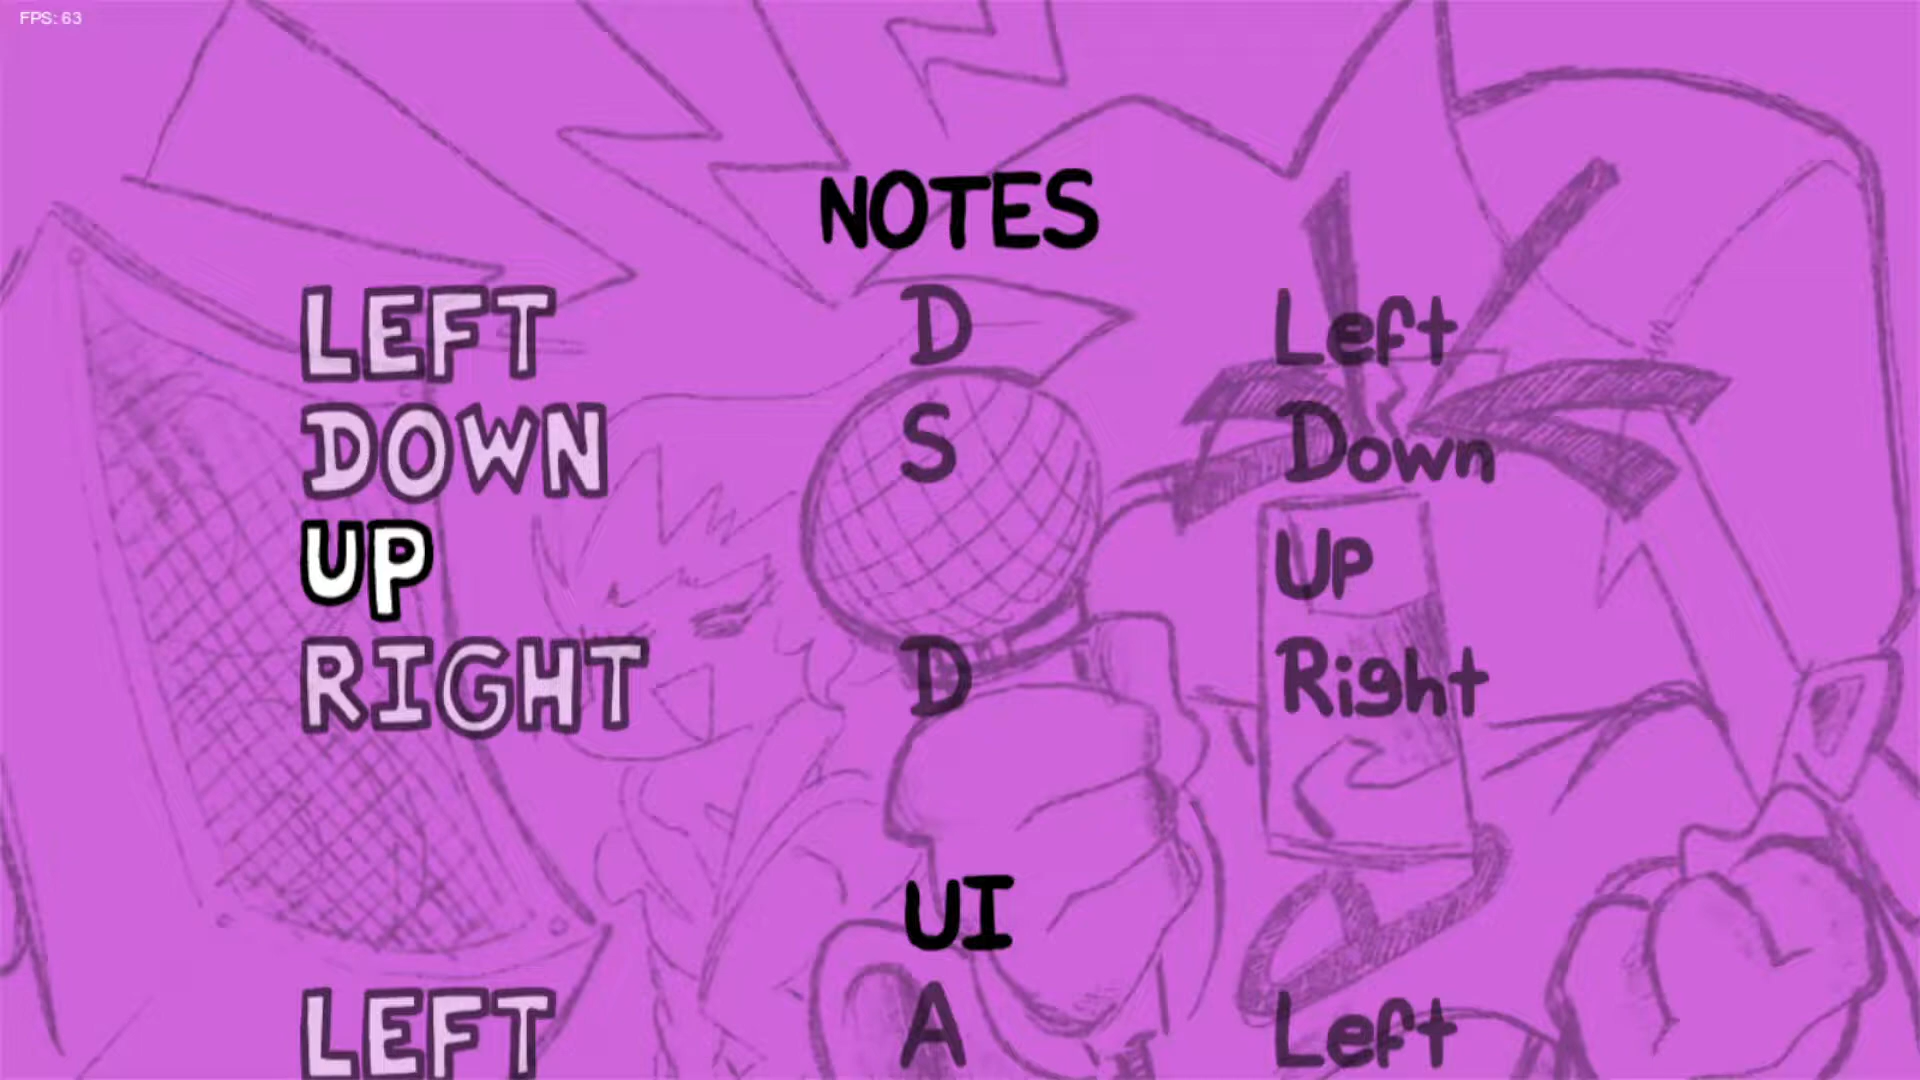 FPS: 63
NOTES
LEFT D Left
DOWN S Down
UP Up
RIGHT D Right
UI
LEFT A Left